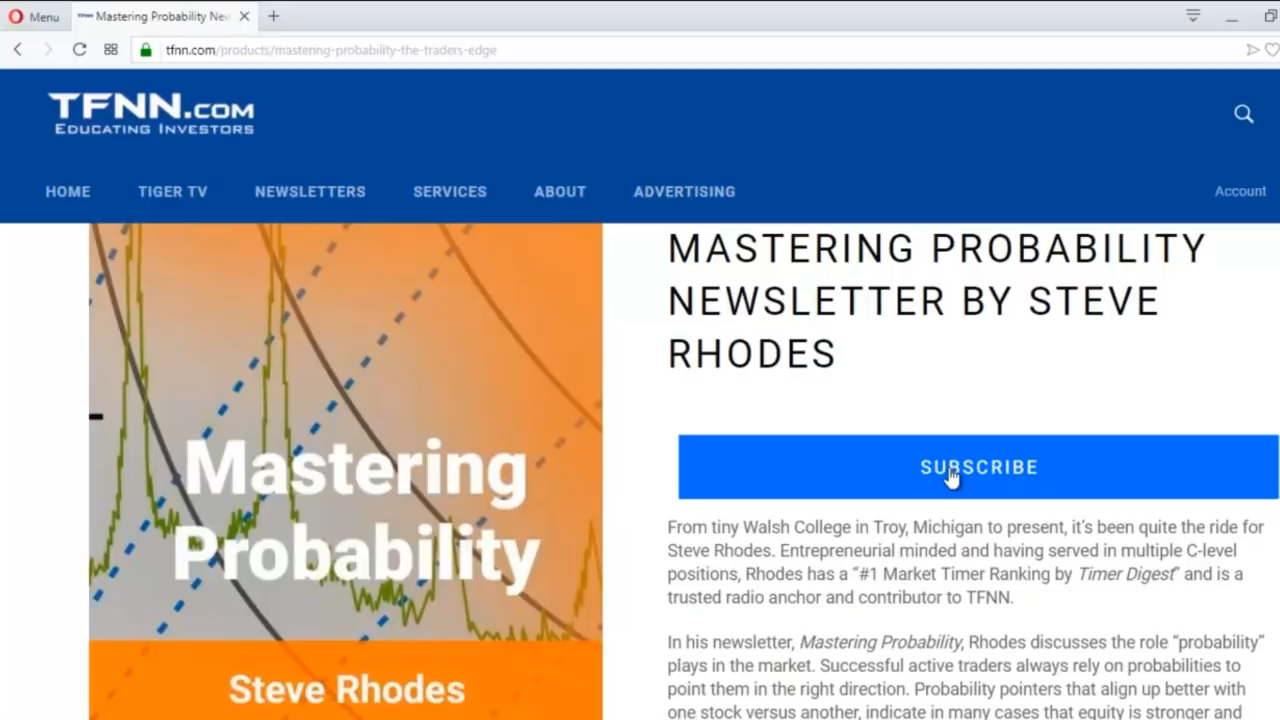 Menu
Mastering Probability New
tfnn.com/products/mastering-probability-the-traders-edge
TFNN.COM
EDUCATING INVESTORS
HOME
TIGER TV
NEWSLETTERS
SERVICES
ABOUT
ADVERTISING
Account
Mastering
Probability
Steve Rhodes
MASTERING PROBABILITY
NEWSLETTER BY STEVE
RHODES
SUBSCRIBE
From tiny Walsh College in Troy, Michigan to present, it's been quite the ride for
Steve Rhodes. Entrepreneurial minded and having served in multiple C-level
positions, Rhodes has a “#1 Market Timer Ranking by Timer Digest” and is a
trusted radio anchor and contributor to TFNN.
In his newsletter, Mastering Probability, Rhodes discusses the role “probability”
plays in the market. Successful active traders always rely on probabilities to
point them in the right direction. Probability pointers that align up better with
one stock versus another, indicate in many cases that equity is stronger and